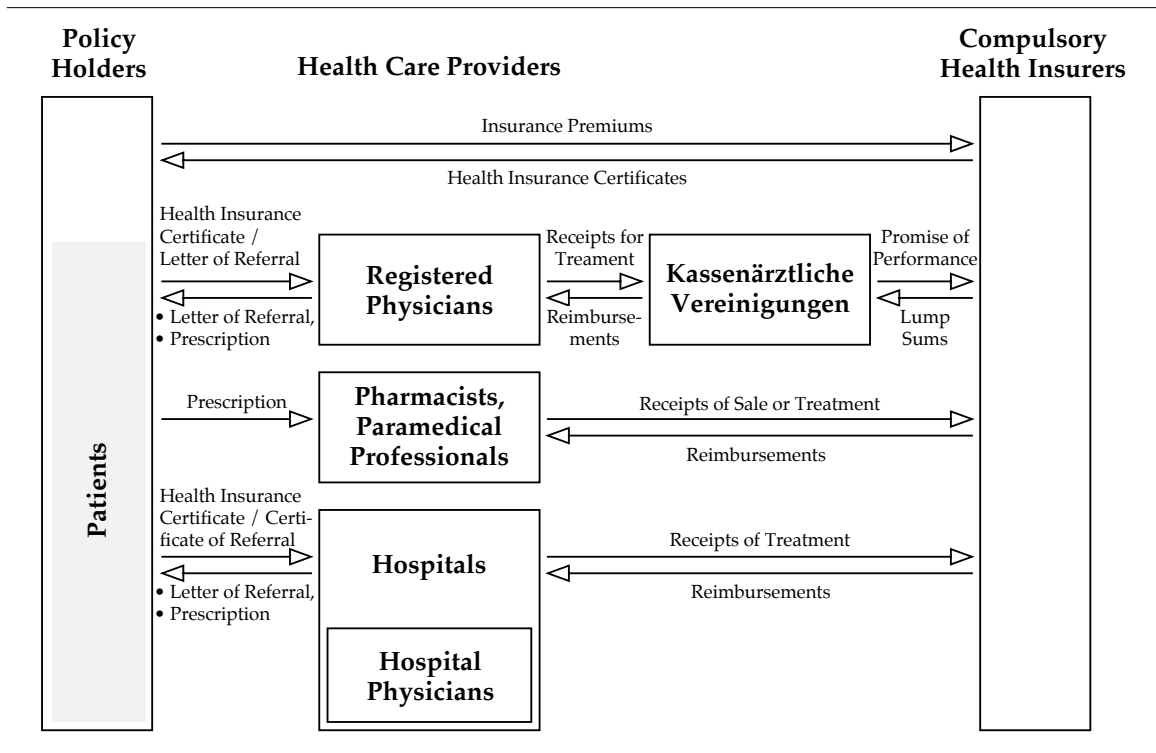 Policy
Holders
Health Care Providers
Compulsory
Health Insurers
Insurance Premiums
Health Insurance Certificates
Health Insurance
Certificate /
Letter of Referral
• Letter of Referral,
• Prescription
Registered
Physicians
Receipts for
Treament
Reimburse-
ments
Kassenärztliche
Vereinigungen
Promise of
Performance
Lump
Sums
Prescription
Pharmacists,
Paramedical
Professionals
Receipts of Sale or Treatment
Reimbursements
Patients
Health Insurance
Certificate / Certi-
ficate of Referral
• Letter of Referral,
• Prescription
Hospitals
Receipts of Treatment
Reimbursements
Hospital
Physicians